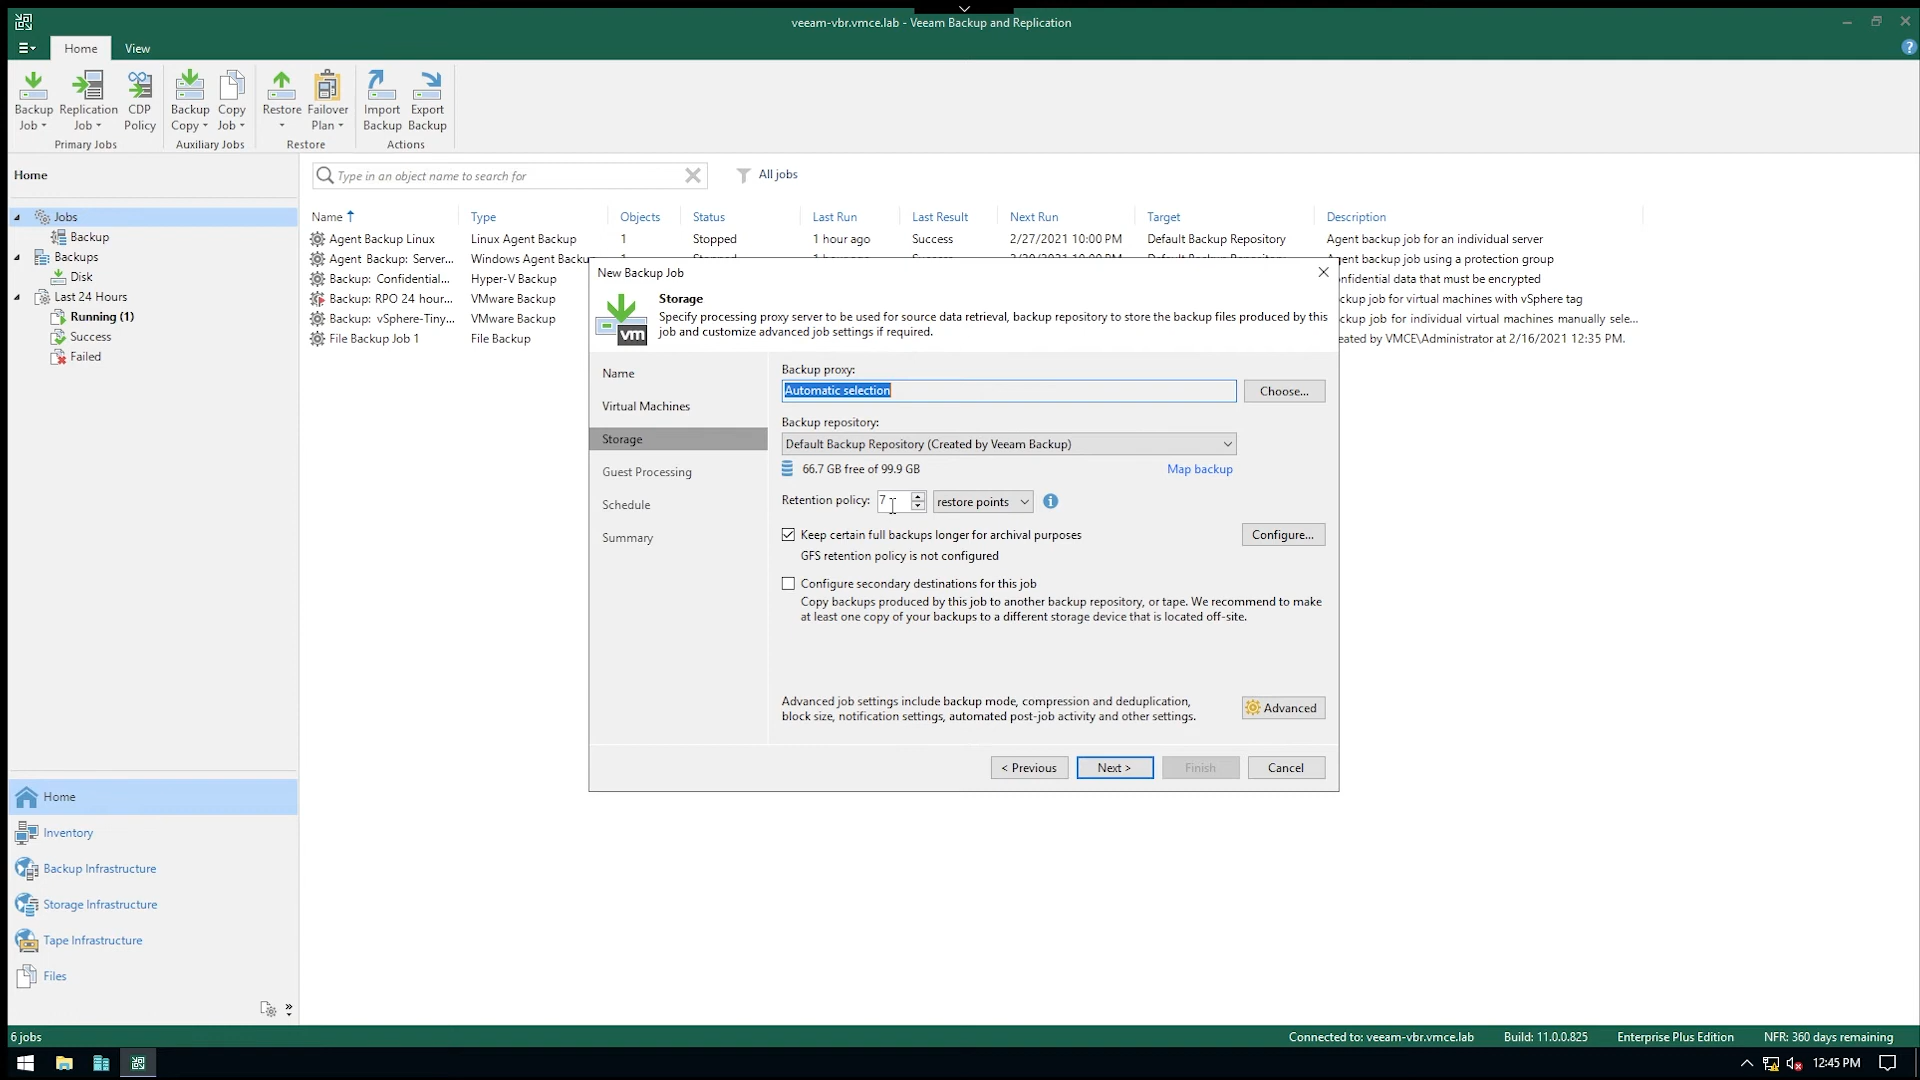 veeam-vbr.vmce.lab - Veeam Backup and Replication
Home
View
Backup Job
Replication Job
CDP Policy
Backup Copy
Copy Job
Restore
Failover Plan
Import Backup
Export Backup
Primary Jobs
Auxiliary Jobs
Restore
Actions
Home
Jobs
Backup
Backups
Disk
Last 24 Hours
Running (1)
Success
Failed
Type in an object name to search for
All jobs
Name Type Objects Status Last Run Last Result Next Run Target Description
Agent Backup Linux Linux Agent Backup 1 Stopped 1 hour ago Success 2/27/2021 10:00 PM Default Backup Repository Agent backup job for an individual server
Agent Backup: Server... Windows Agent Backu gent backup job using a protection group
Backup: Confidential... Hyper-V Backup onfidential data that must be encrypted
Backup: RPO 24 hour... VMware Backup ckup job for virtual machines with vSphere tag
Backup: vSphere-Tiny... VMware Backup ckup job for individual virtual machines manually sele...
File Backup Job 1 File Backup eated by VMCE\Administrator at 2/16/2021 12:35 PM.
New Backup Job
vm
Storage
Specify processing proxy server to be used for source data retrieval, backup repository to store the backup files produced by this
job and customize advanced job settings if required.
Name
Virtual Machines
Storage
Guest Processing
Schedule
Summary
Backup proxy:
Automatic selection
Choose...
Backup repository:
Default Backup Repository (Created by Veeam Backup)
66.7 GB free of 99.9 GB
Map backup
Retention policy: 7 restore points
Keep certain full backups longer for archival purposes
Configure...
GFS retention policy is not configured
Configure secondary destinations for this job
Copy backups produced by this job to another backup repository, or tape. We recommend to make
at least one copy of your backups to a different storage device that is located off-site.
Advanced job settings include backup mode, compression and deduplication,
block size, notification settings, automated post-job activity and other settings.
Advanced
< Previous
Next >
Finish
Cancel
Home
Inventory
Backup Infrastructure
Storage Infrastructure
Tape Infrastructure
Files
6 jobs
Connected to: veeam-vbr.vmce.lab
Build: 11.0.0.825
Enterprise Plus Edition
NFR: 360 days remaining
12:45 PM